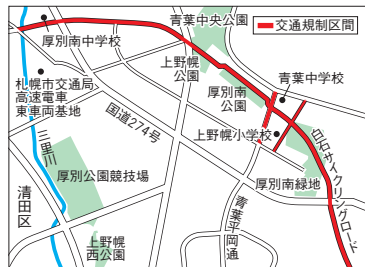 交通規制区間
青葉中央公園
厚別南中学校
上野幌
公園
青葉中学校
札幌市交通局
高速電車
東車両基地
厚別南
公園
国道274号
上野幌小学校
三里川
白石サイクリングロード
厚別公園競技場
厚別南緑地
清田区
青葉平岡通
上野幌
西公園